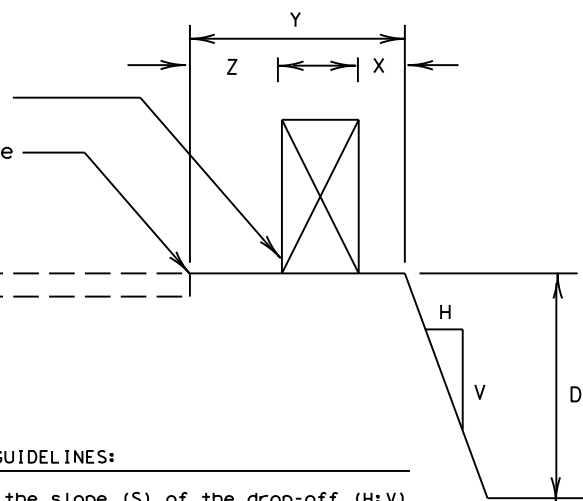 Y
Z
X
e
H
V
D
GUIDELINES:
the slope (S) of the drop-off (H:V)